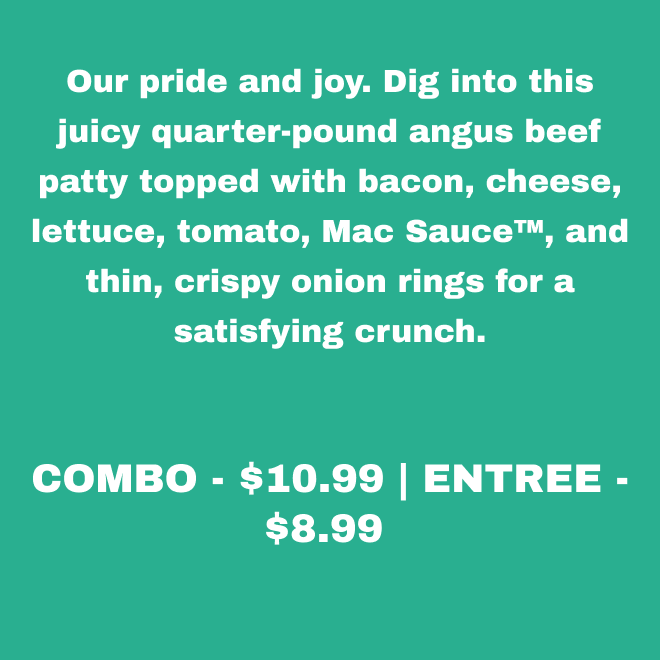 Our pride and joy. Dig into this
juicy quarter-pound angus beef
patty topped with bacon, cheese,
lettuce, tomato, Mac Sauce™, and
thin, crispy onion rings for a
satisfying crunch.
COMBO - $10.99 | ENTREE -
$8.99